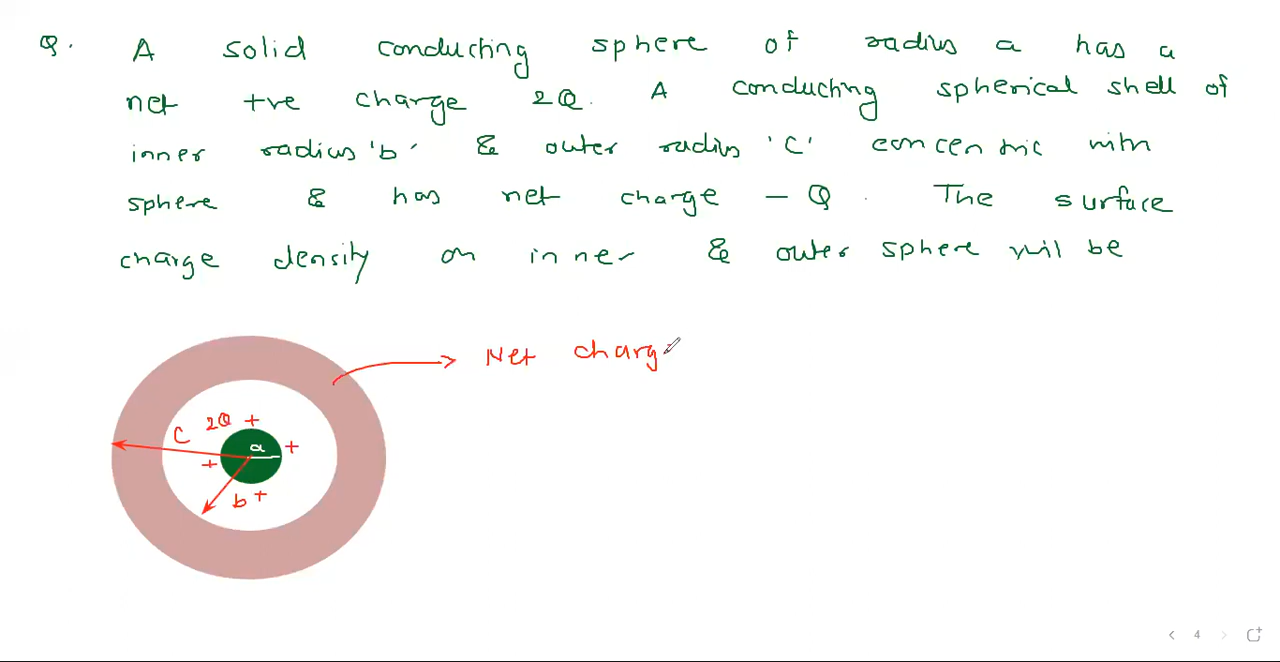 Q. A solid conducting sphere of radius a has a
net +ve charge 2Q. A conducting spherical shell of
inner radius 'b' & outer radius 'C' concentric with
sphere & has net charge - Q. The surface
charge density on inner & outer sphere will be
Net charg
2Q +
C
a
+
+
b +
< 4 >